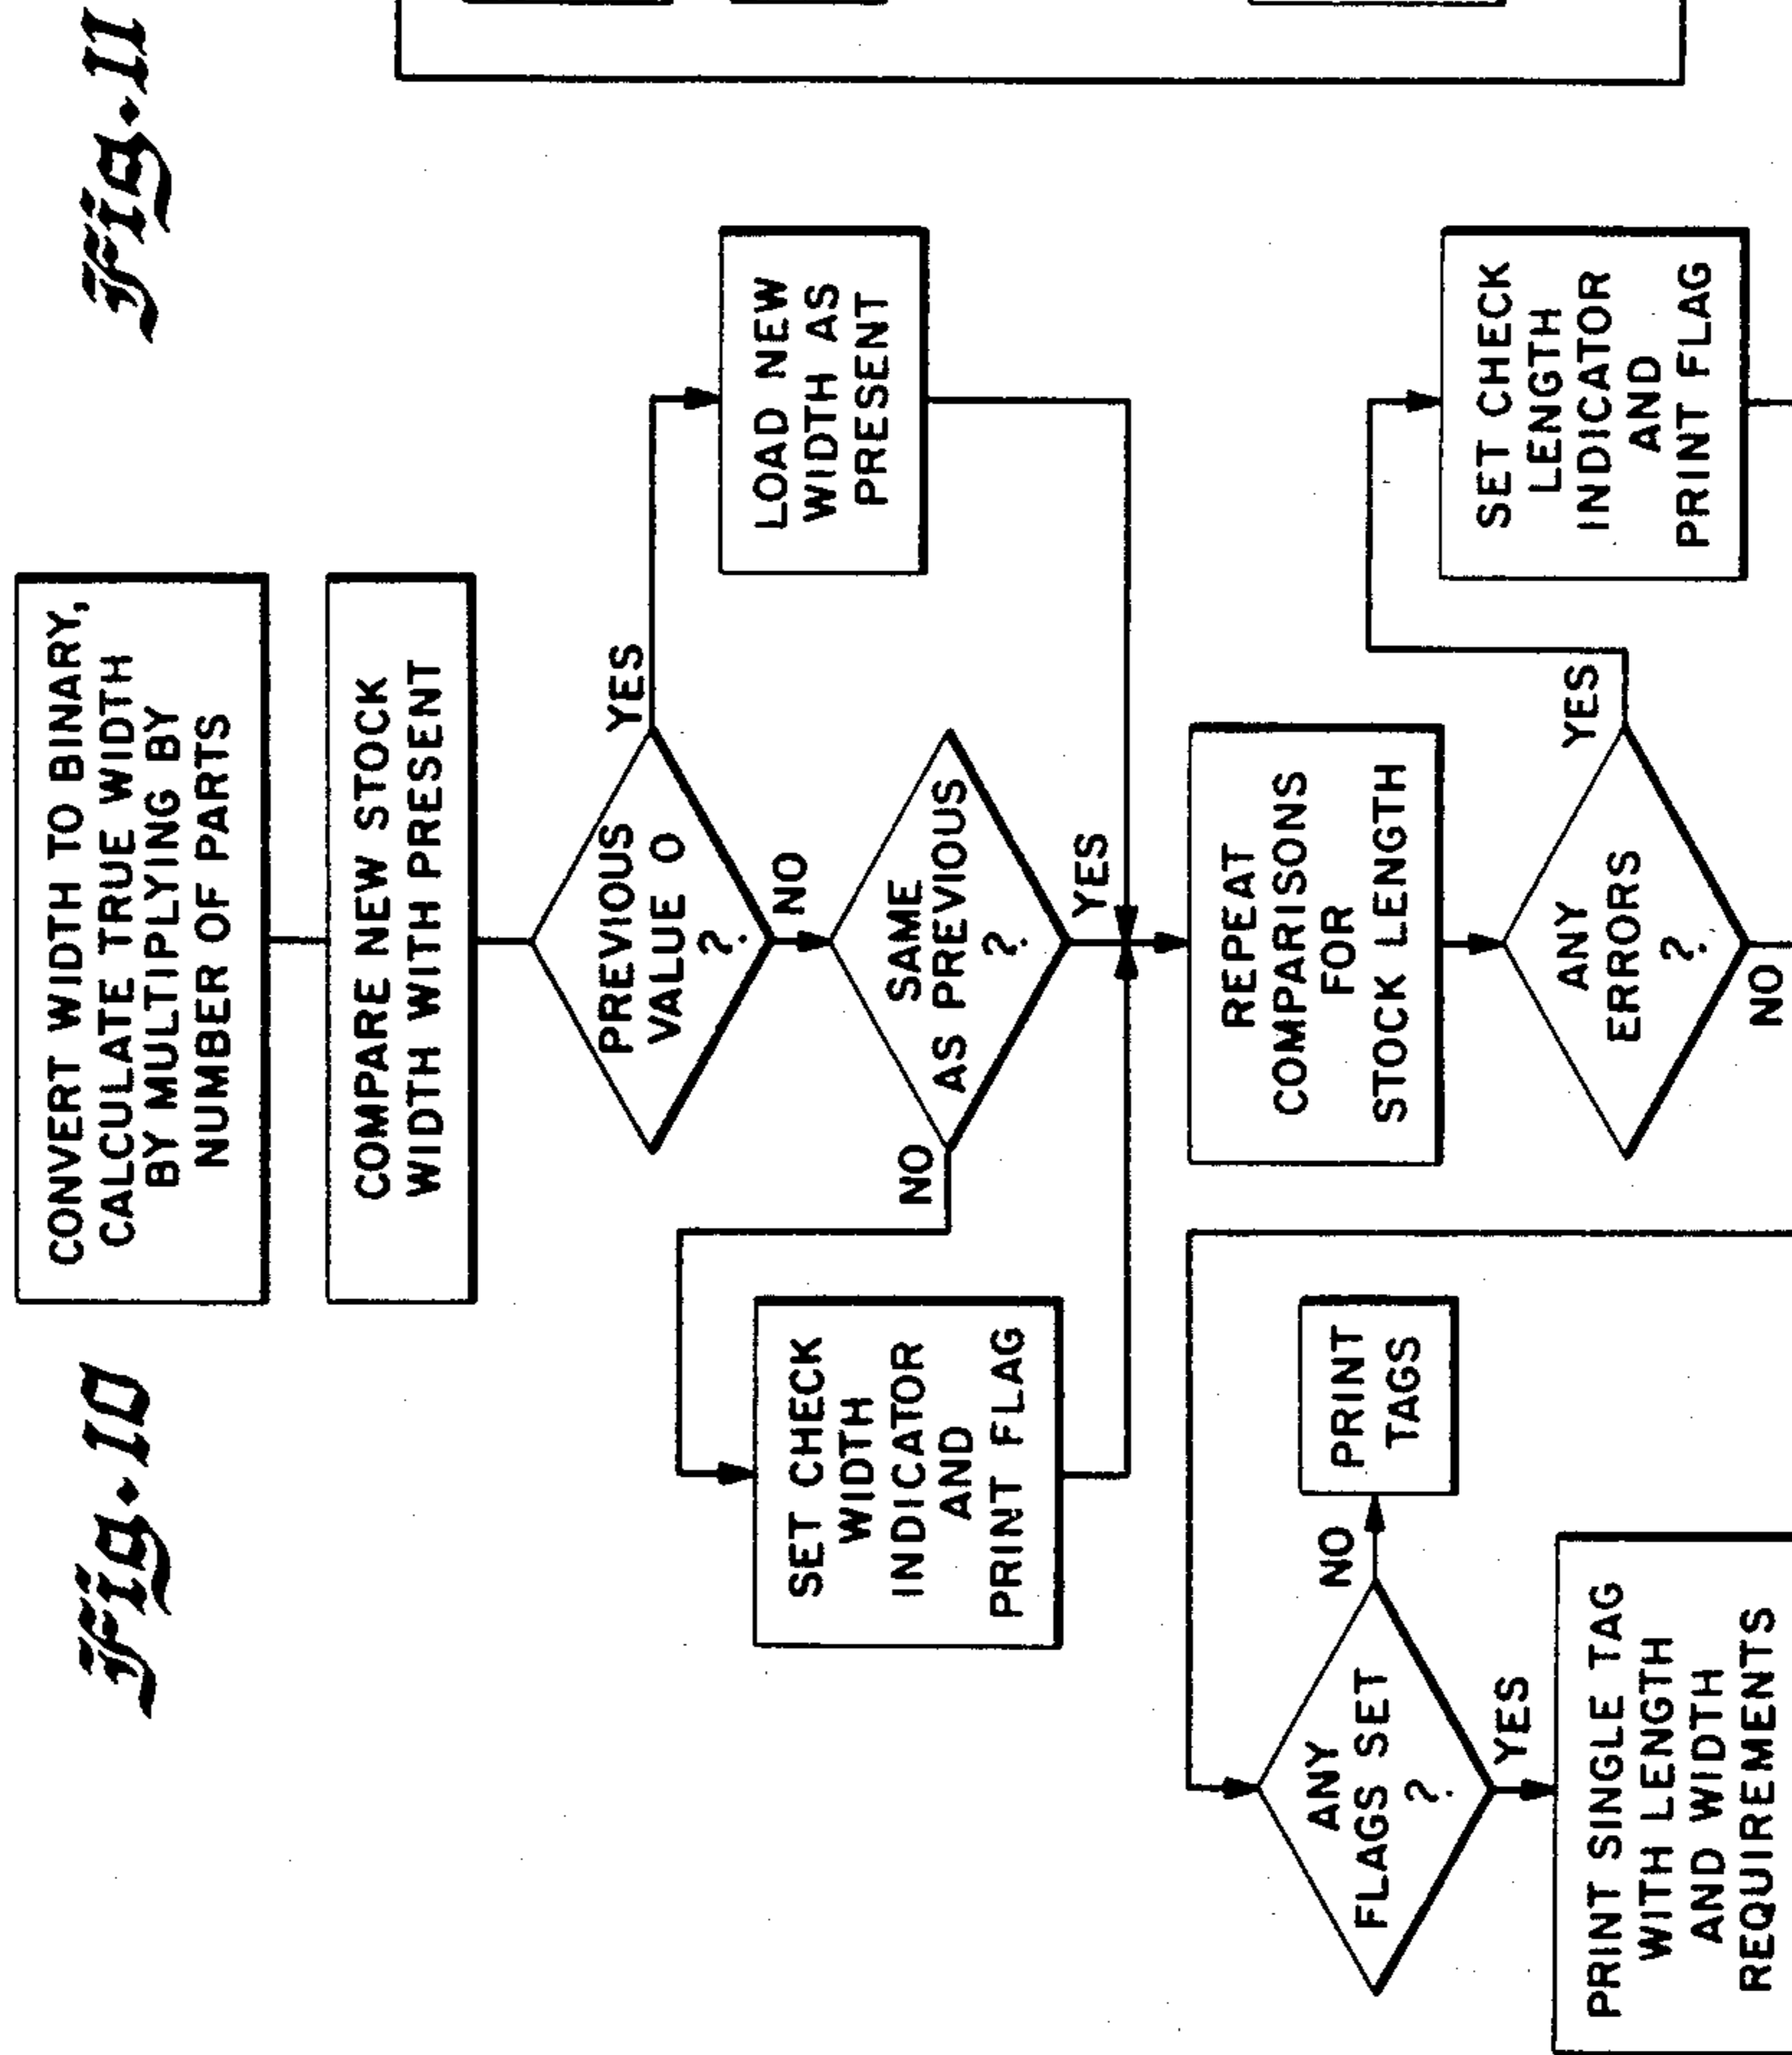 Fig. 10
CONVERT WIDTH TO BINARY,
CALCULATE TRUE WIDTH
BY MULTIPLYING BY
NUMBER OF PARTS
COMPARE NEW STOCK
WIDTH WITH PRESENT
PREVIOUS
VALUE 0
?
YES
NO
LOAD NEW
WIDTH AS
PRESENT
SAME
AS PREVIOUS
?
NO
YES
SET CHECK
WIDTH
INDICATOR
AND
PRINT FLAG
REPEAT
COMPARISONS
FOR
STOCK LENGTH
ANY
ERRORS
?
YES
NO
SET CHECK
LENGTH
INDICATOR
AND
PRINT FLAG
ANY
FLAGS SET
?
NO
YES
PRINT
TAGS
PRINT SINGLE TAG
WITH LENGTH
AND WIDTH
REQUIREMENTS
Fig. 11